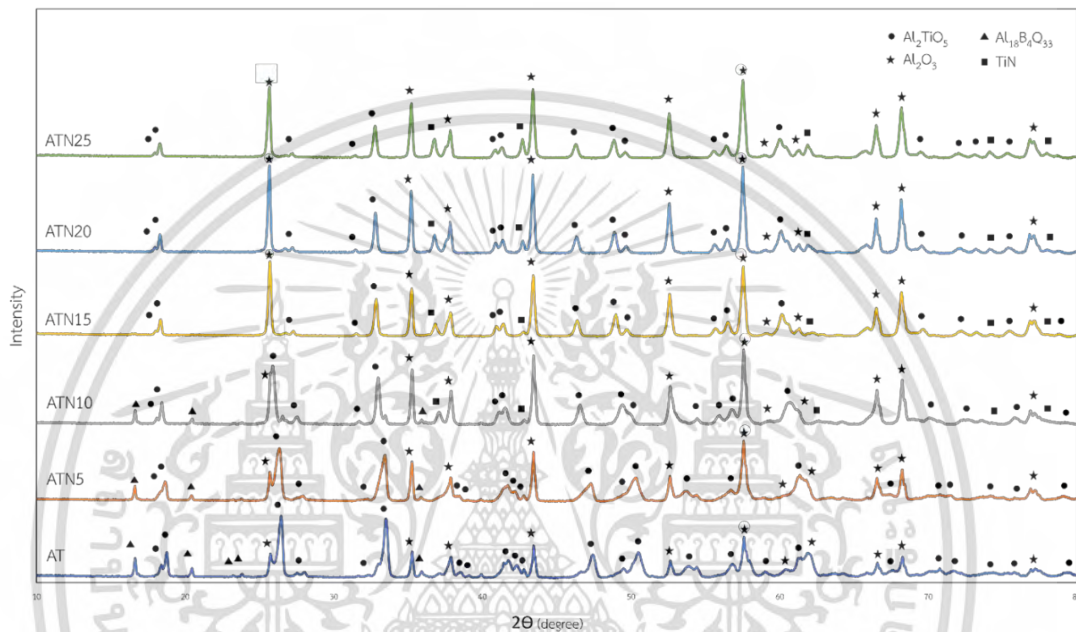 Al₂TiO₅
Al₁₈B₄O₃₃
Al₂O₃
TiN
ATN25
ATN20
ATN15
ATN10
ATN5
AT
Intensity
10 20 30 40 50 60 70 8
2Θ (degree)